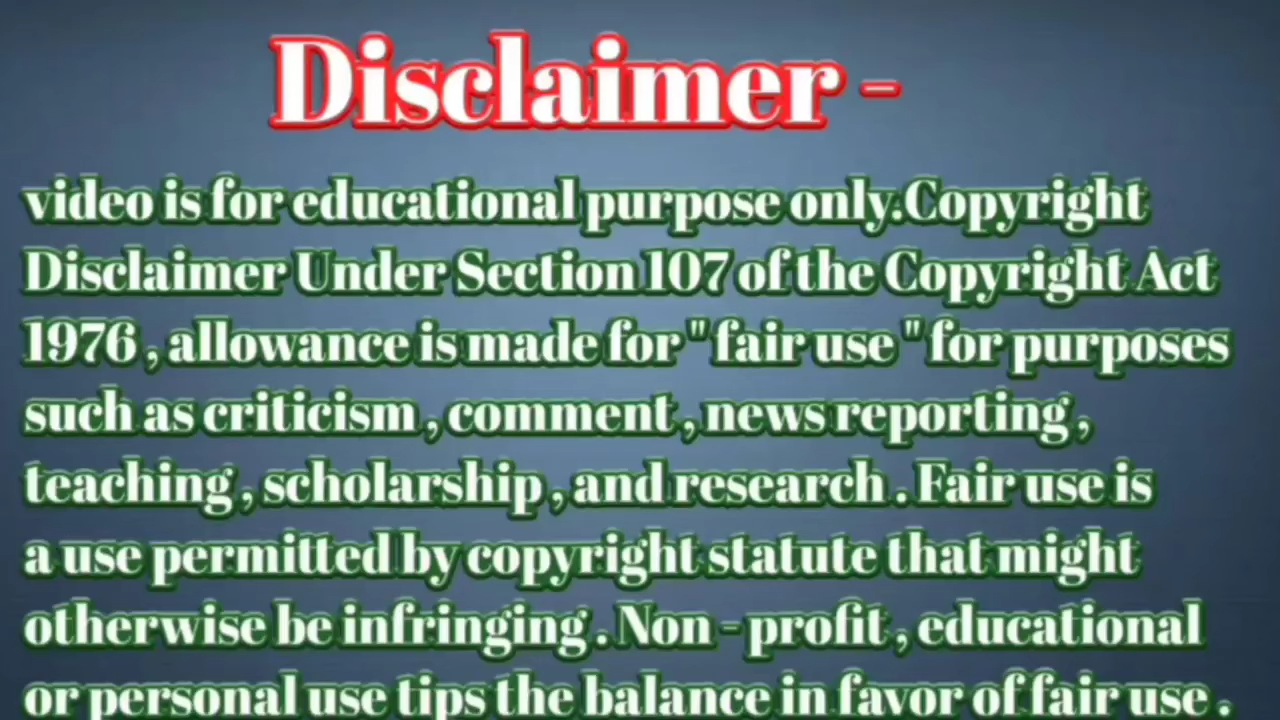 Disclaimer -
video is for educational purpose only.Copyright
Disclaimer Under Section 107 of the Copyright Act
1976 , allowance is made for " fair use " for purposes
such as criticism , comment , news reporting ,
teaching , scholarship , and research . Fair use is
a use permitted by copyright statute that might
otherwise be infringing . Non - profit , educational
or personal use tips the balance in favor of fair use .